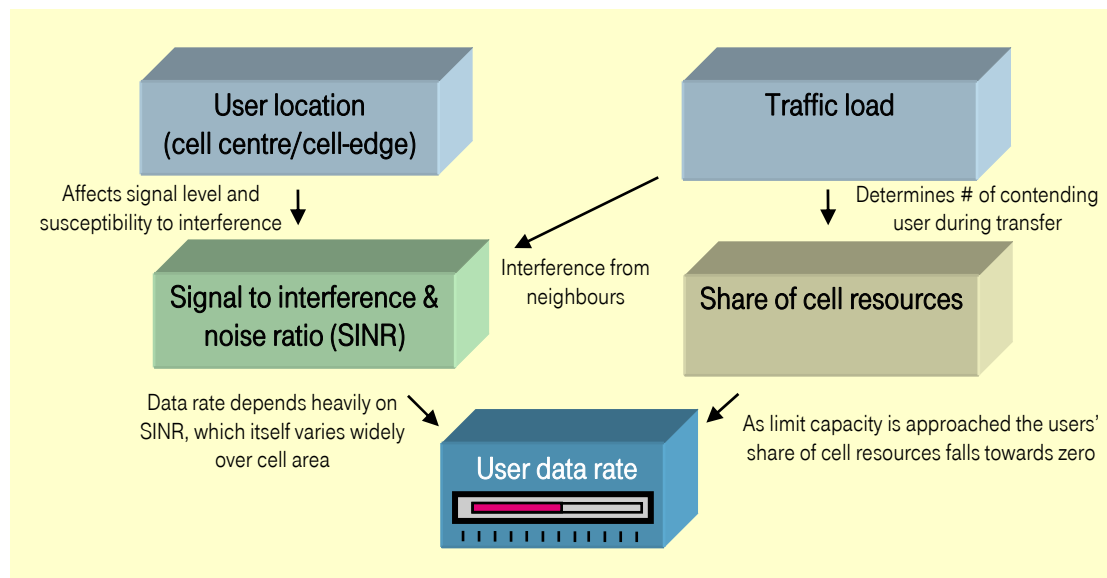 User location
(cell centre/cell-edge)
Traffic load
Affects signal level and
susceptibility to interference
Determines # of contending
user during transfer
Interference from
neighbours
Signal to interference &
noise ratio (SINR)
Share of cell resources
Data rate depends heavily on
SINR, which itself varies widely
over cell area
As limit capacity is approached the users’
share of cell resources falls towards zero
User data rate